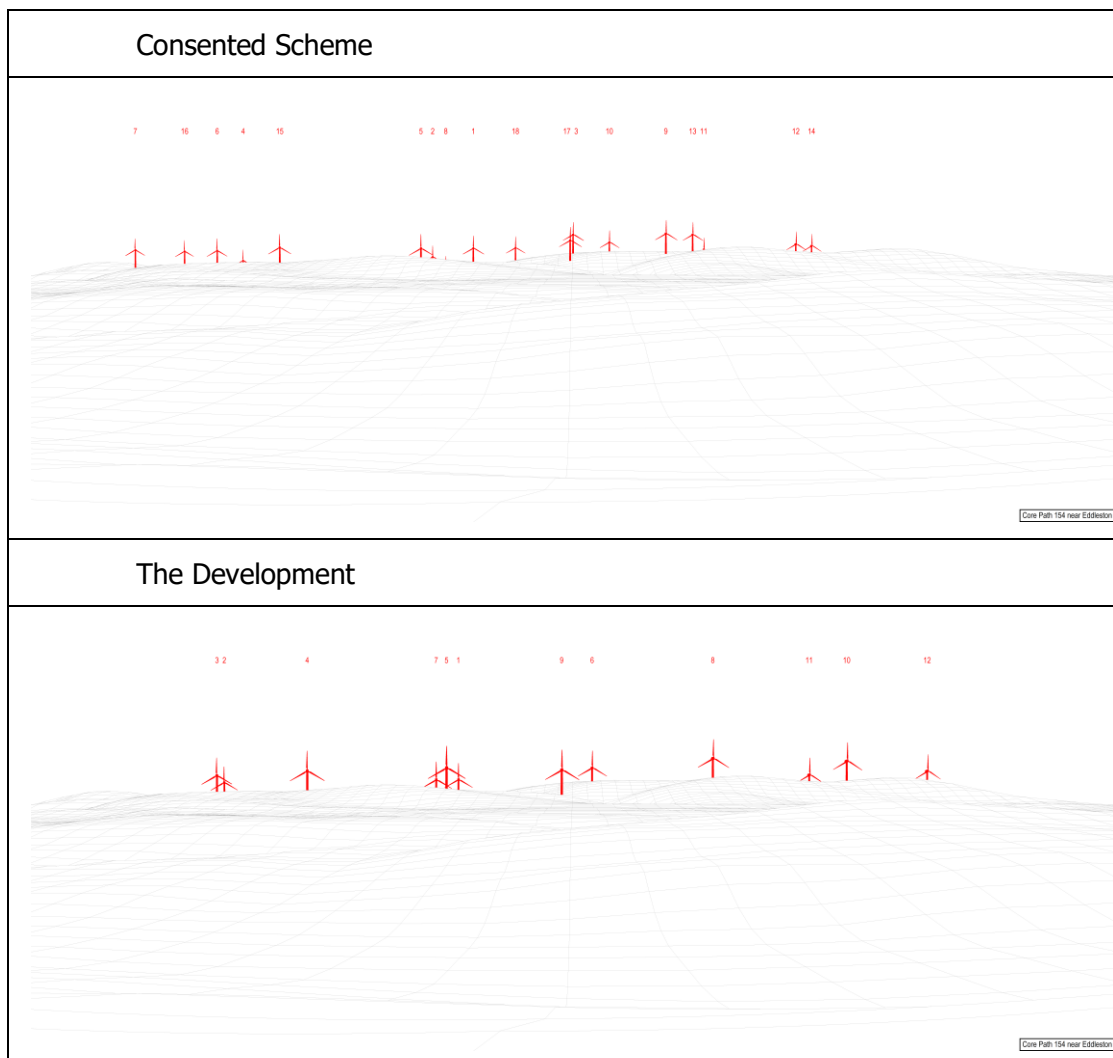 Consented Scheme
7 16 6 4 15 5 2 8 1 18 17 3 10 9 13 11 12 14
Core Path 154 near Eddleston
The Development
3 2 4 7 5 1 9 6 8 11 10 12
Core Path 154 near Eddleston